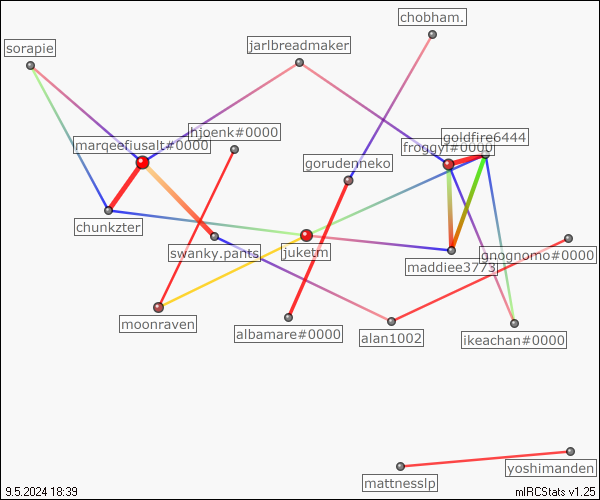 chobham.
sorapie
jarlbreadmaker
hjoenk#0000
goldfire6444
marqeefiusalt#0000
froggyf#0000
gorudenneko
chunkzter
swanky.pants
juketm
gnognomo#0000
maddiee3773
moonraven
albamare#0000
alan1002
ikeachan#0000
yoshimanden
mattnesslp
9.5.2024 18:39
mIRCStats v1.25